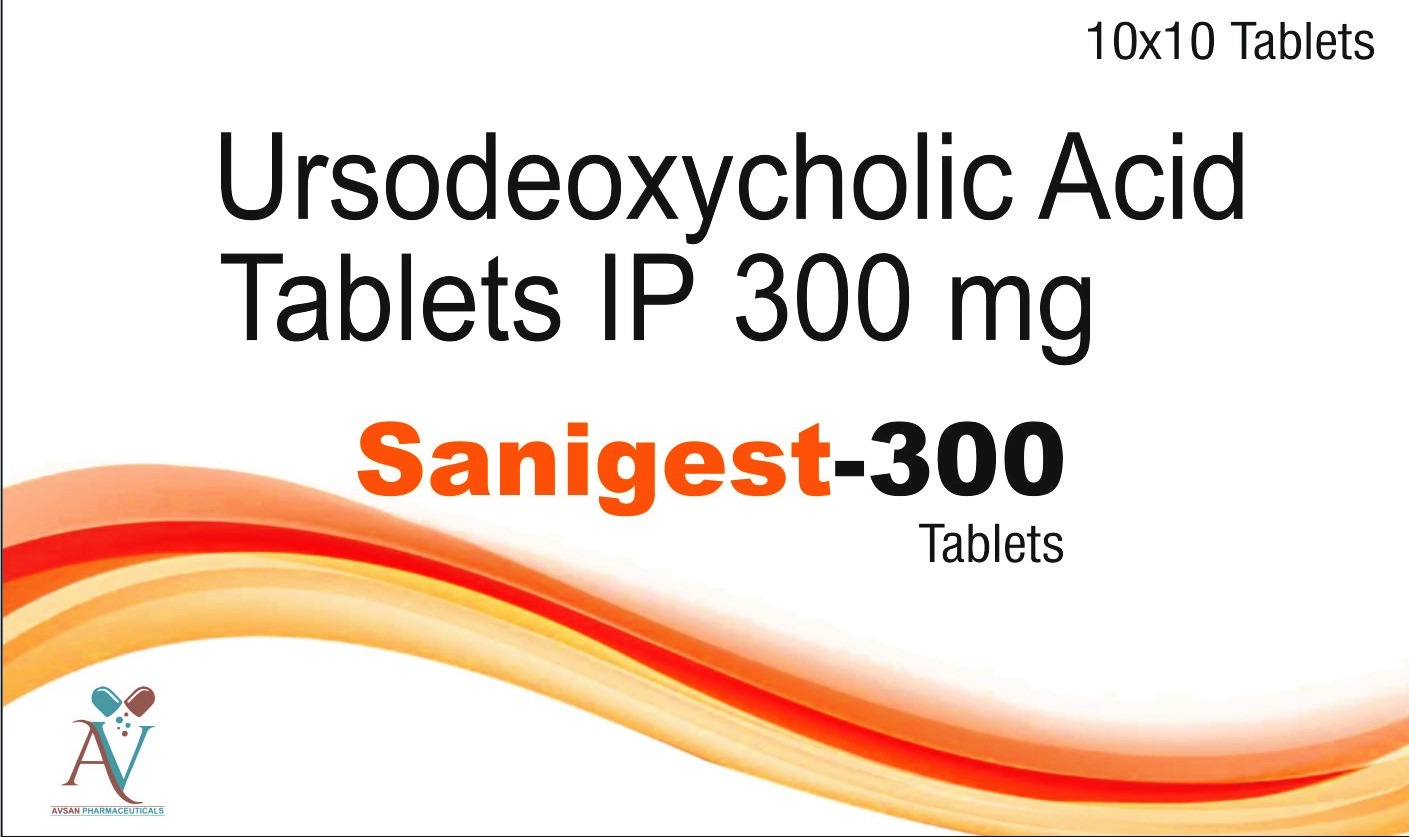 10x10 Tablets
Ursodeoxycholic Acid
Tablets IP 300 mg
Sanigest-300
Tablets
AV
AVSAN PHARMACEUTICALS